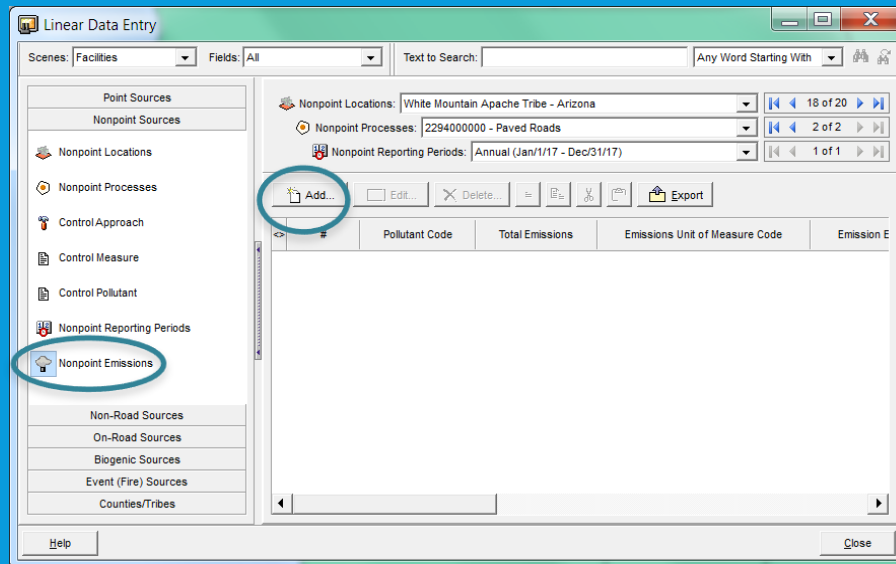 Linear Data Entry
Scenes: Facilities Fields: All Text to Search: Any Word Starting With
Point Sources
Nonpoint Sources
Nonpoint Locations
Nonpoint Processes
Control Approach
Control Measure
Control Pollutant
Nonpoint Reporting Periods
Nonpoint Emissions
Non-Road Sources
On-Road Sources
Biogenic Sources
Event (Fire) Sources
Counties/Tribes
Nonpoint Locations: White Mountain Apache Tribe - Arizona 18 of 20
Nonpoint Processes: 2294000000 - Paved Roads 2 of 2
Nonpoint Reporting Periods: Annual (Jan/1/17 - Dec/31/17) 1 of 1
Add... Edit... Delete... Export
<> # Pollutant Code Total Emissions Emissions Unit of Measure Code Emission E
Help Close